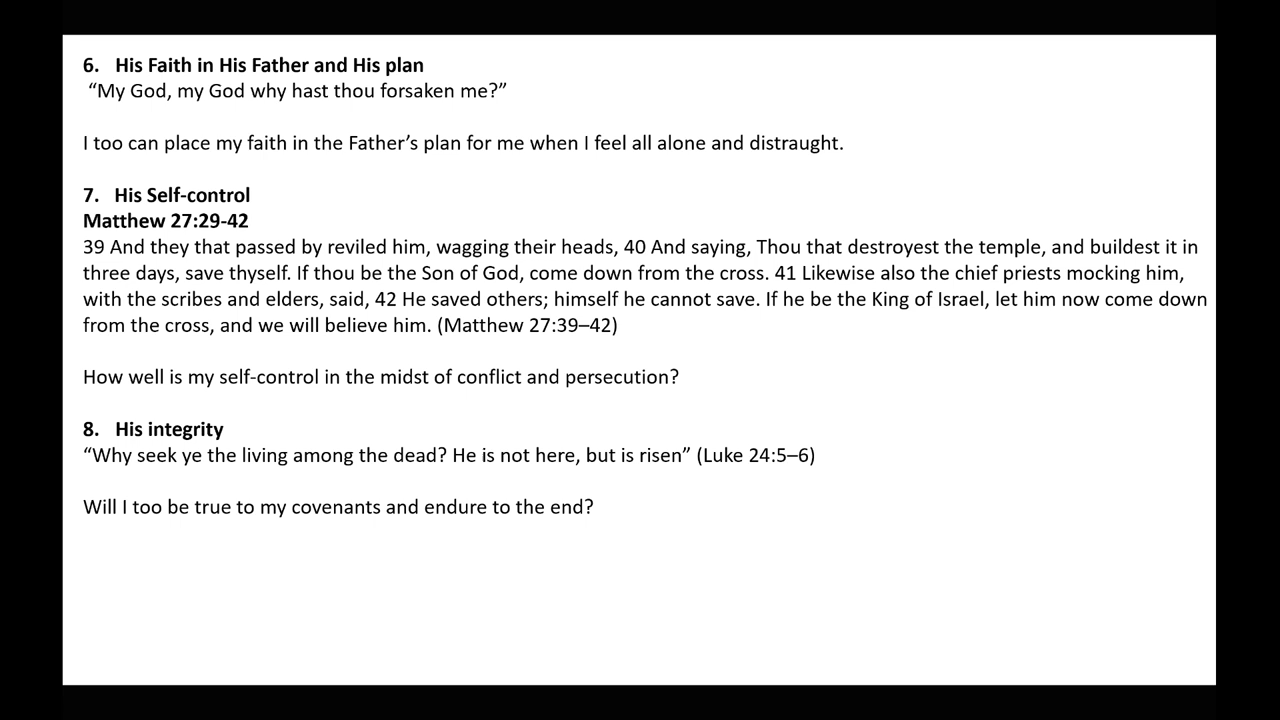 6. His Faith in His Father and His plan
“My God, my God why hast thou forsaken me?”
I too can place my faith in the Father’s plan for me when I feel all alone and distraught.
7. His Self-control
Matthew 27:29-42
39 And they that passed by reviled him, wagging their heads, 40 And saying, Thou that destroyest the temple, and buildest it in
three days, save thyself. If thou be the Son of God, come down from the cross. 41 Likewise also the chief priests mocking him,
with the scribes and elders, said, 42 He saved others; himself he cannot save. If he be the King of Israel, let him now come down
from the cross, and we will believe him. (Matthew 27:39–42)
How well is my self-control in the midst of conflict and persecution?
8. His integrity
“Why seek ye the living among the dead? He is not here, but is risen” (Luke 24:5–6)
Will I too be true to my covenants and endure to the end?